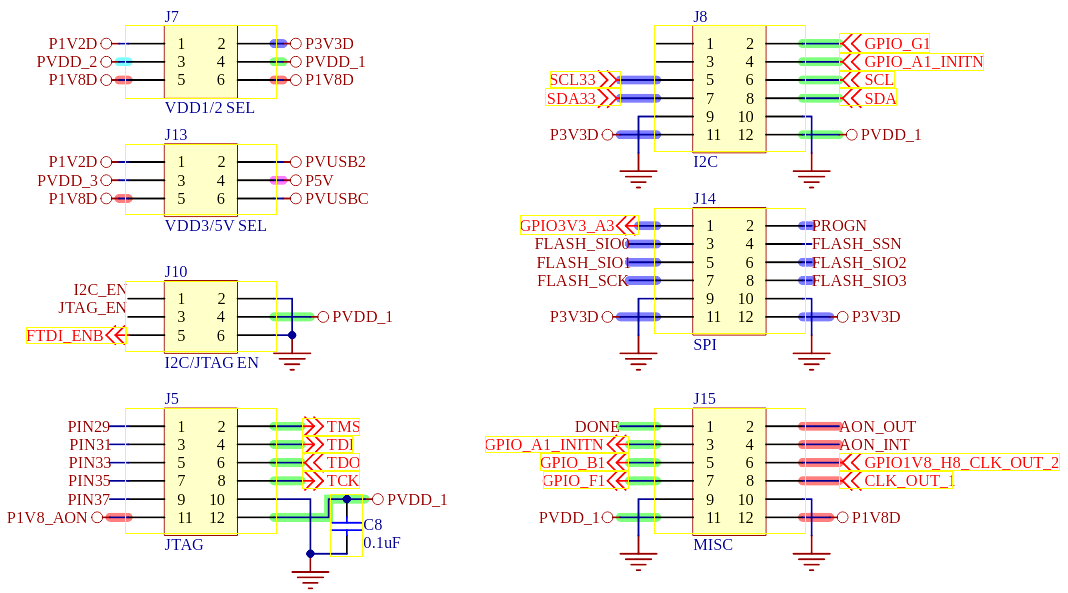 J7
P1V2D 1 2 P3V3D
PVDD_2 3 4 PVDD_1
P1V8D 5 6 P1V8D
VDD1/2 SEL
J13
P1V2D 1 2 PVUSB2
PVDD_3 3 4 P5V
P1V8D 5 6 PVUSBC
VDD3/5V SEL
J10
I2C_EN 1 2
JTAG_EN 3 4 PVDD_1
FTDI_ENB 5 6
I2C/JTAG EN
J5
PIN29 1 2 TMS
PIN31 3 4 TDI
PIN33 5 6 TDO
PIN35 7 8 TCK
PIN37 9 10 PVDD_1
P1V8_AON 11 12
C8
0.1uF
JTAG
J8
1 2 GPIO_G1
3 4 GPIO_A1_INITN
SCL33 5 6 SCL
SDA33 7 8 SDA
9 10
P3V3D 11 12 PVDD_1
I2C
J14
GPIO3V3_A3 1 2 PROGN
FLASH_SIO0 3 4 FLASH_SSN
FLASH_SIO1 5 6 FLASH_SIO2
FLASH_SCK 7 8 FLASH_SIO3
9 10
P3V3D 11 12 P3V3D
SPI
J15
DONE 1 2 AON_OUT
GPIO_A1_INITN 3 4 AON_INT
GPIO_B1 5 6 GPIO1V8_H8_CLK_OUT_2
GPIO_F1 7 8 CLK_OUT_1
9 10
PVDD_1 11 12 P1V8D
MISC